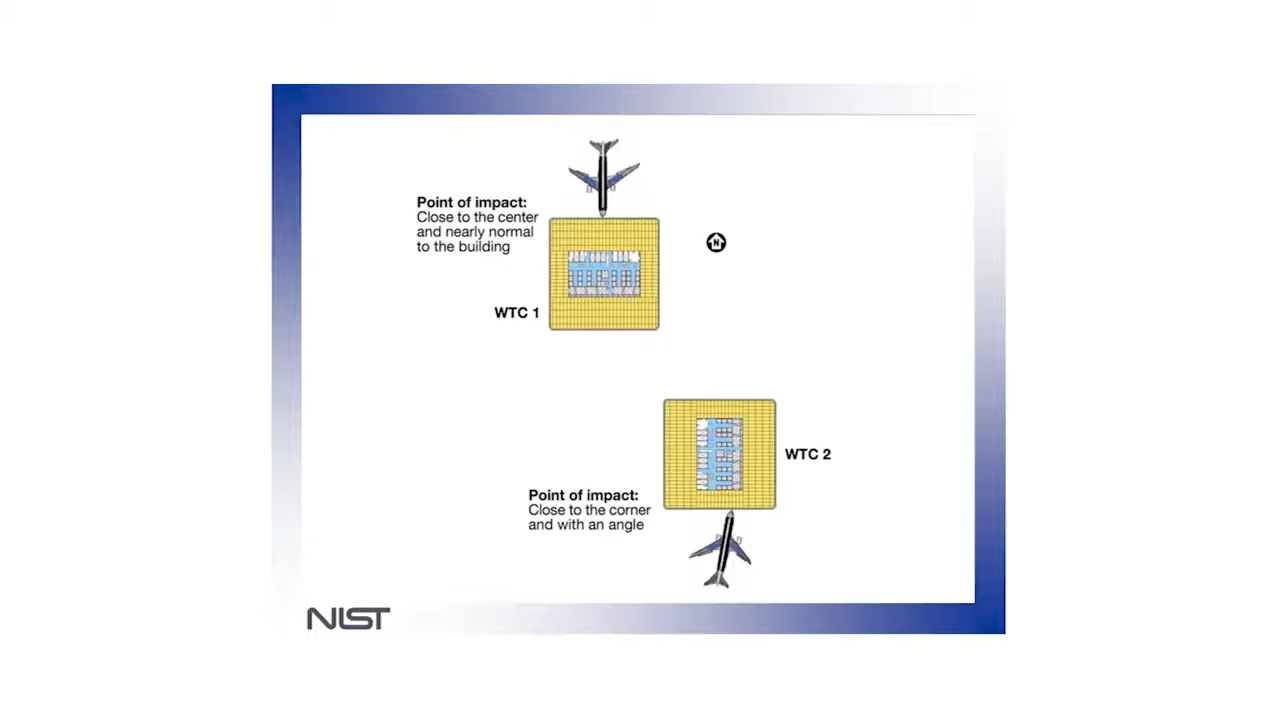 Point of impact:
Close to the center
and nearly normal
to the building
N
WTC 1
WTC 2
Point of impact:
Close to the corner
and with an angle
NIST